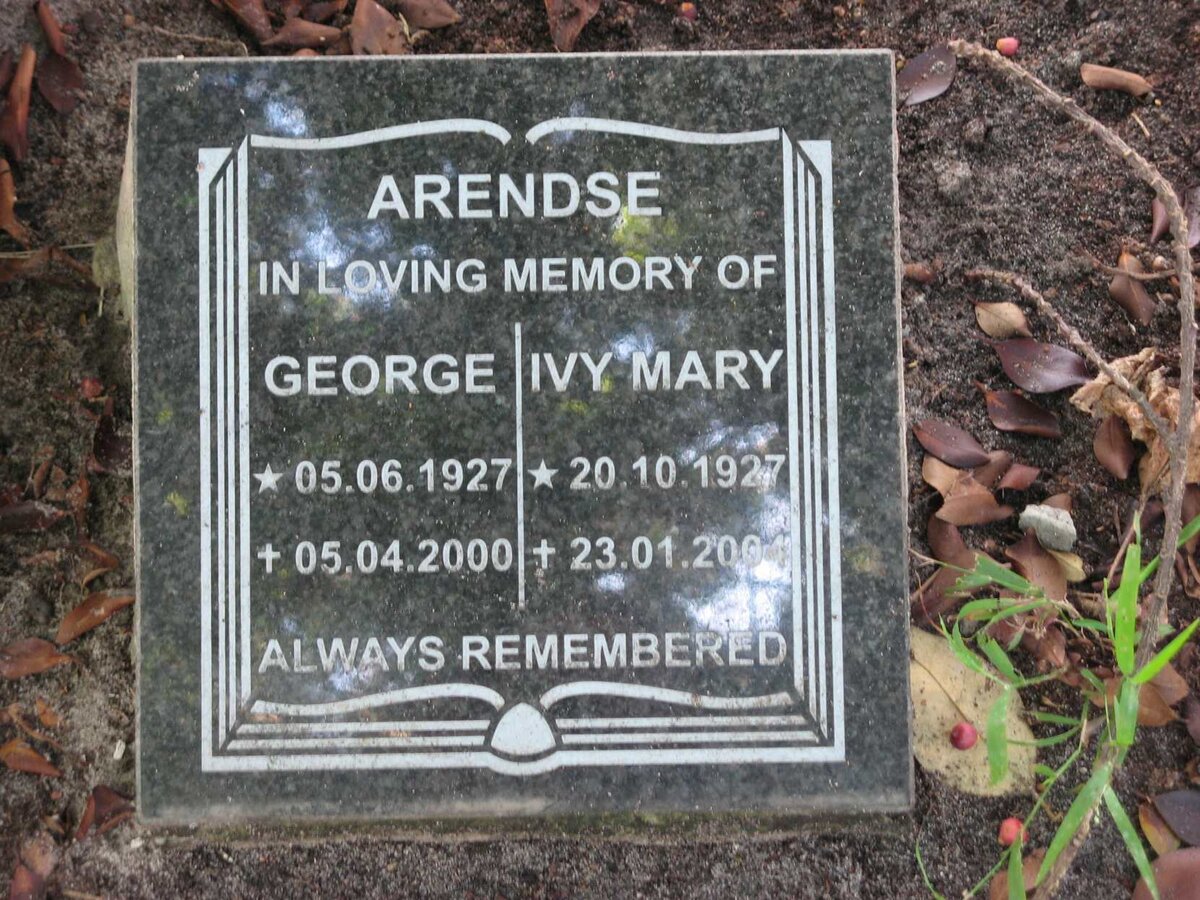 ARENDSE
IN LOVING MEMORY OF
GEORGE
★ 05.06.1927
✝ 05.04.2000
IVY MARY
★ 20.10.1927
✝ 23.01.2004
ALWAYS REMEMBERED